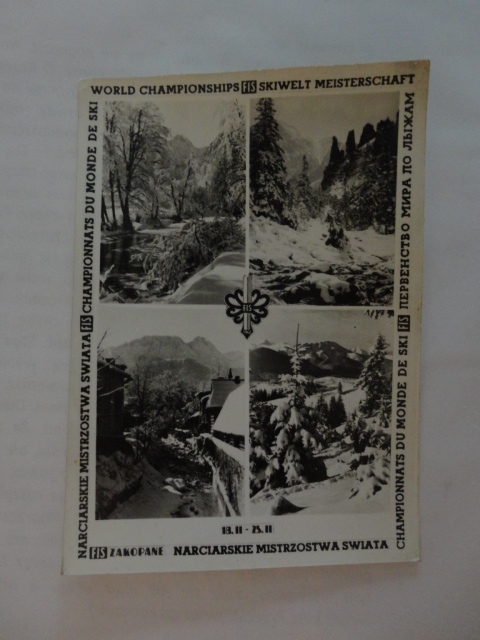 WORLD CHAMPIONSHIPS FIS SKIWELT MEISTERSCHAFT
NARCIARSKIE MISTRZOSTWA SWIATA FIS CHAMPIONNATS DU MONDE DE SKI
CHAMPIONNATS DU MONDE DE SKI FIS ПЕРВЕНСТВО МИРА ПО ЛЫЖАМ
FIS
18.II - 25.II
FIS ZAKOPANE NARCIARSKIE MISTRZOSTWA SWIATA